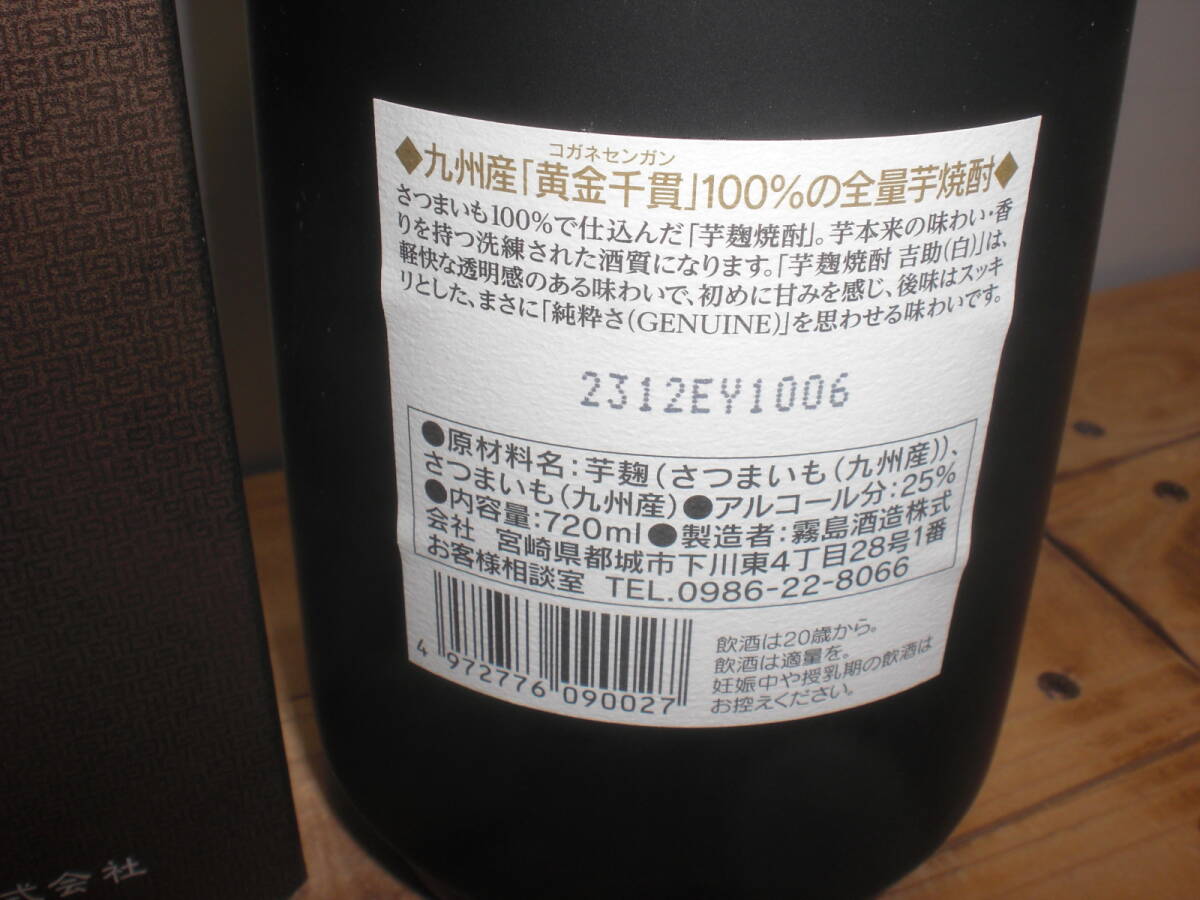 コガネセンガン
◆九州産「黄金千貫」100%の全量芋焼酎◆
さつまいも100%で仕込んだ「芋麹焼酎」。芋本来の味わい・香
りを持つ洗練された酒質になります。「芋麹焼酎 吉助(白)」は、
軽快な透明感のある味わいで、初めに甘みを感じ、後味はスッキ
リとした、まさに「純粋さ(GENUINE)」を思わせる味わいです。
2312EY1006
●原材料名:芋麹(さつまいも(九州産))、
さつまいも(九州産)●アルコール分:25%
●内容量:720ml●製造者:霧島酒造株式
会社 宮崎県都城市下川東4丁目28号1番
お客様相談室 TEL.0986-22-8066
4 972776 090027
飲酒は20歳から。
飲酒は適量を。
妊娠中や授乳期の飲酒は
お控えください。
式会社